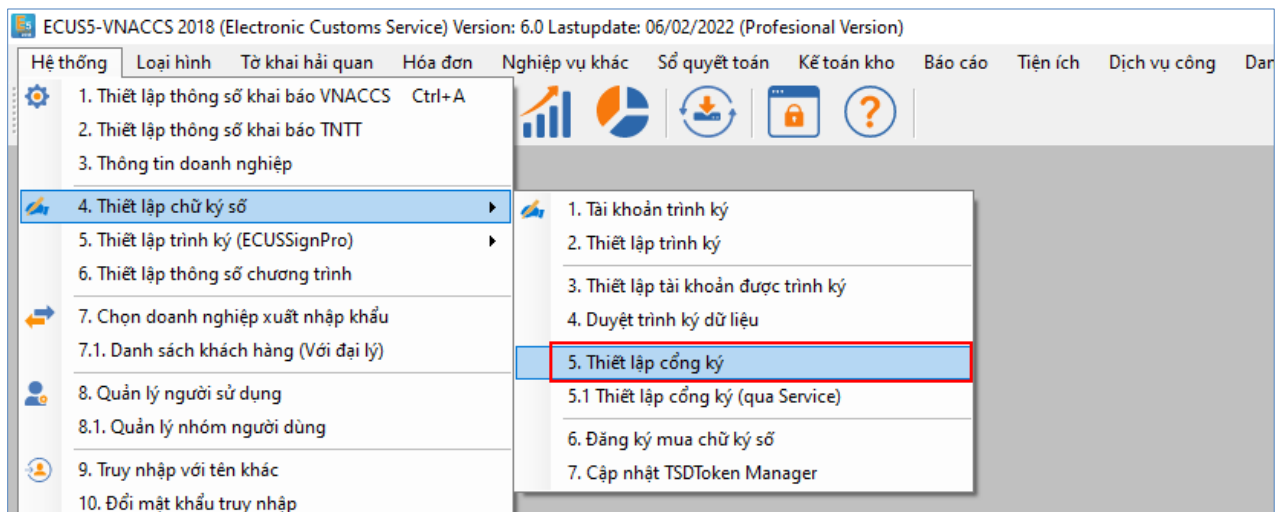 ECUS5-VNACCS 2018 (Electronic Customs Service) Version: 6.0 Lastupdate: 06/02/2022 (Profesional Version)
Hệ thống Loại hình Tờ khai hải quan Hóa đơn Nghiệp vụ khác Sổ quyết toán Kế toán kho Báo cáo Tiện ích Dịch vụ công Dan
1. Thiết lập thông số khai báo VNACCS Ctrl+A
2. Thiết lập thông số khai báo TNTT
3. Thông tin doanh nghiệp
4. Thiết lập chữ ký số
5. Thiết lập trình ký (ECUSSignPro)
6. Thiết lập thông số chương trình
7. Chọn doanh nghiệp xuất nhập khẩu
7.1. Danh sách khách hàng (Với đại lý)
8. Quản lý người sử dụng
8.1. Quản lý nhóm người dùng
9. Truy nhập với tên khác
10. Đổi mật khẩu truy nhập
1. Tài khoản trình ký
2. Thiết lập trình ký
3. Thiết lập tài khoản được trình ký
4. Duyệt trình ký dữ liệu
5. Thiết lập cổng ký
5.1 Thiết lập cổng ký (qua Service)
6. Đăng ký mua chữ ký số
7. Cập nhật TSDToken Manager